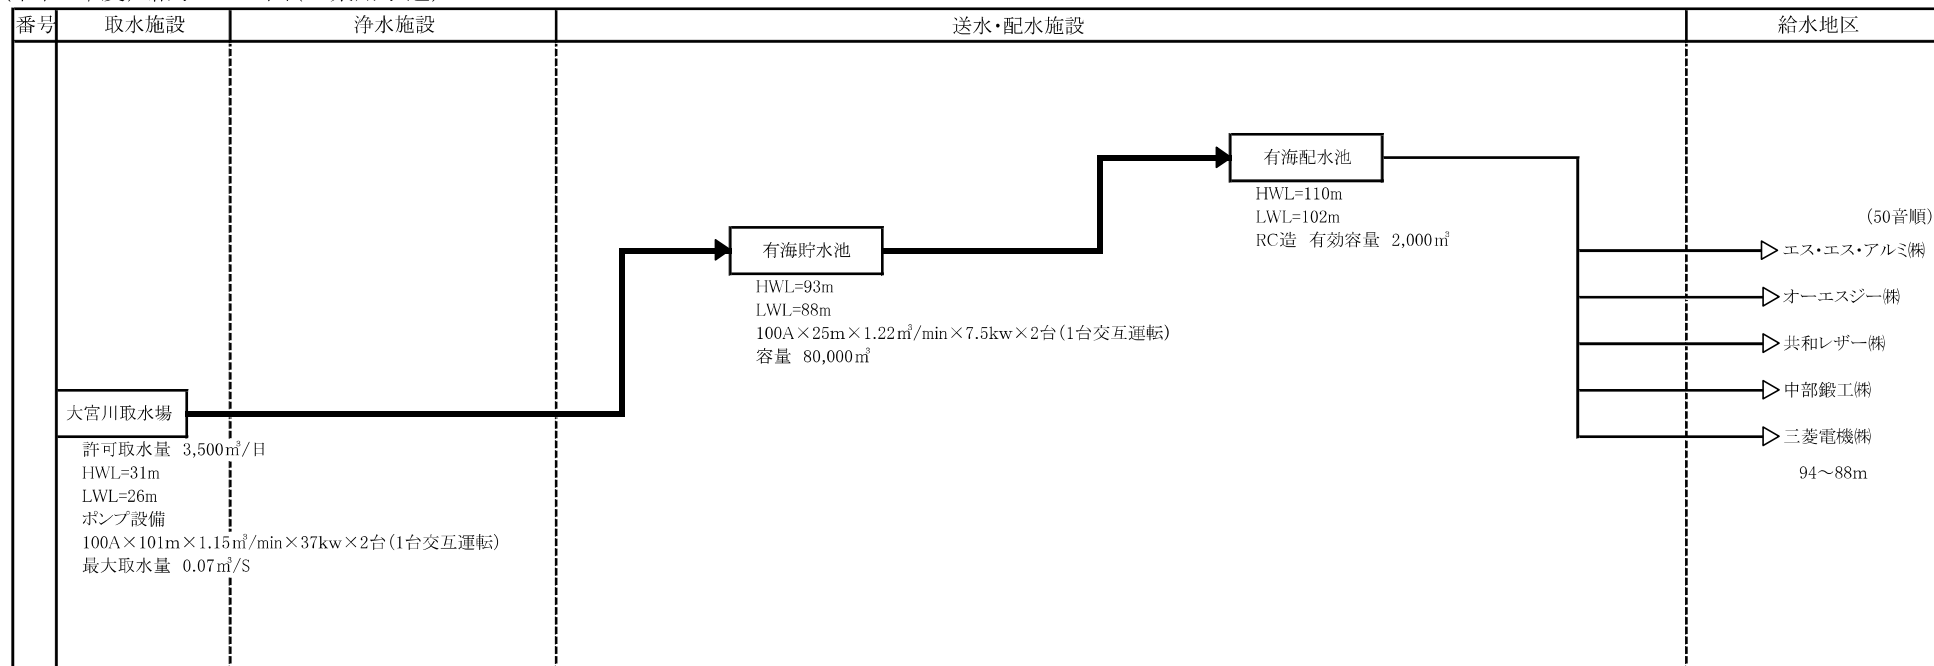 番号 取水施設 浄水施設 送水・配水施設 給水地区
有海配水池
HWL=110m
LWL=102m
RC造 有効容量 2,000㎥
有海貯水池
HWL=93m
LWL=88m
100A×25m×1.22㎥/min×7.5kw×2台(1台交互運転)
容量 80,000㎥
大宮川取水場
許可取水量 3,500㎥/日
HWL=31m
LWL=26m
ポンプ設備
100A×101m×1.15㎥/min×37kw×2台(1台交互運転)
最大取水量 0.07㎥/S
(50音順)
エス・エス・アルミ㈱
オーエスジー㈱
共和レザー㈱
中部鍛工㈱
三菱電機㈱
94～88m